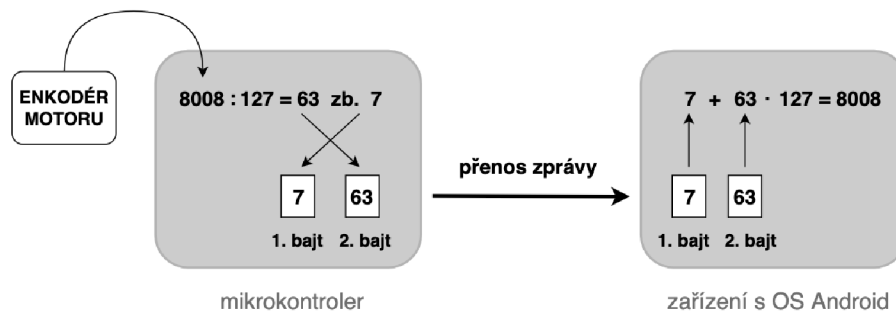 ENKODÉR
MOTORU
8008 : 127 = 63 zb. 7
7 63
1. bajt 2. bajt
mikrokontroler
přenos zprávy
7 + 63 · 127 = 8008
7 63
1. bajt 2. bajt
zařízení s OS Android